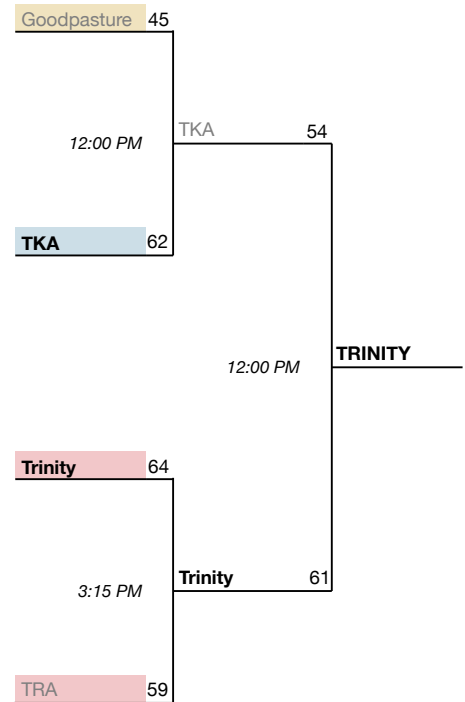 Goodpasture 45
TKA 54
12:00 PM
TKA 62
TRINITY
12:00 PM
Trinity 64
Trinity 61
3:15 PM
TRA 59